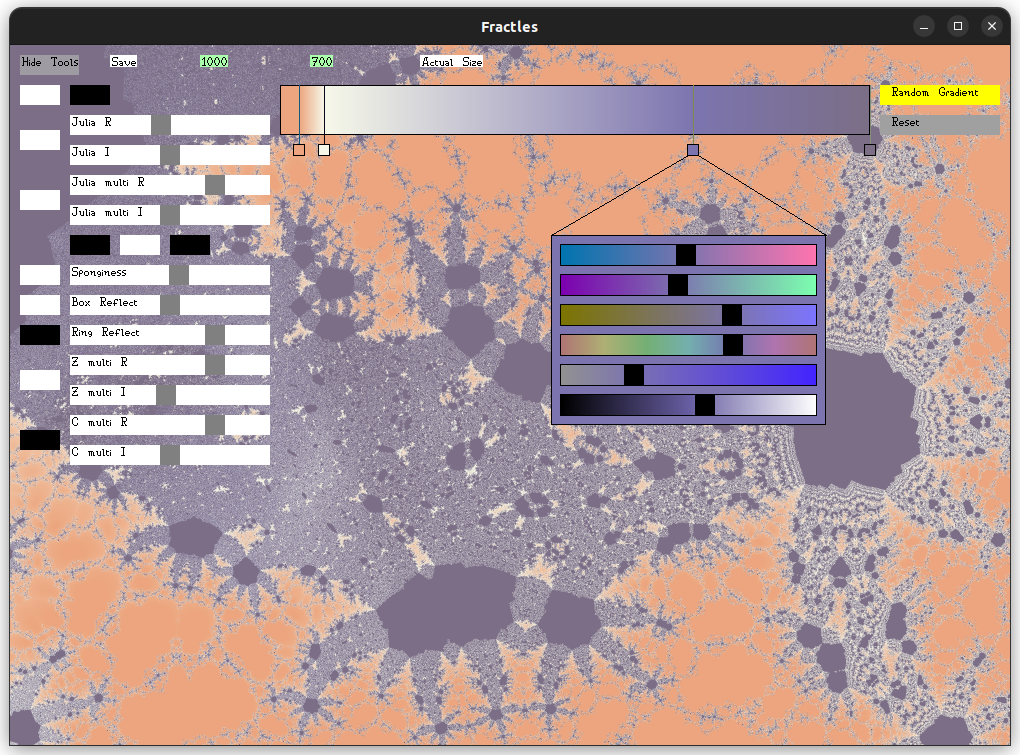 Fractles
Hide Tools Save 1000 700 Actual Size
Random Gradient
Reset
Julia R
Julia I
Julia multi R
Julia multi I
Sponginess
Box Reflect
Ring Reflect
Z multi R
Z multi I
C multi R
C multi I